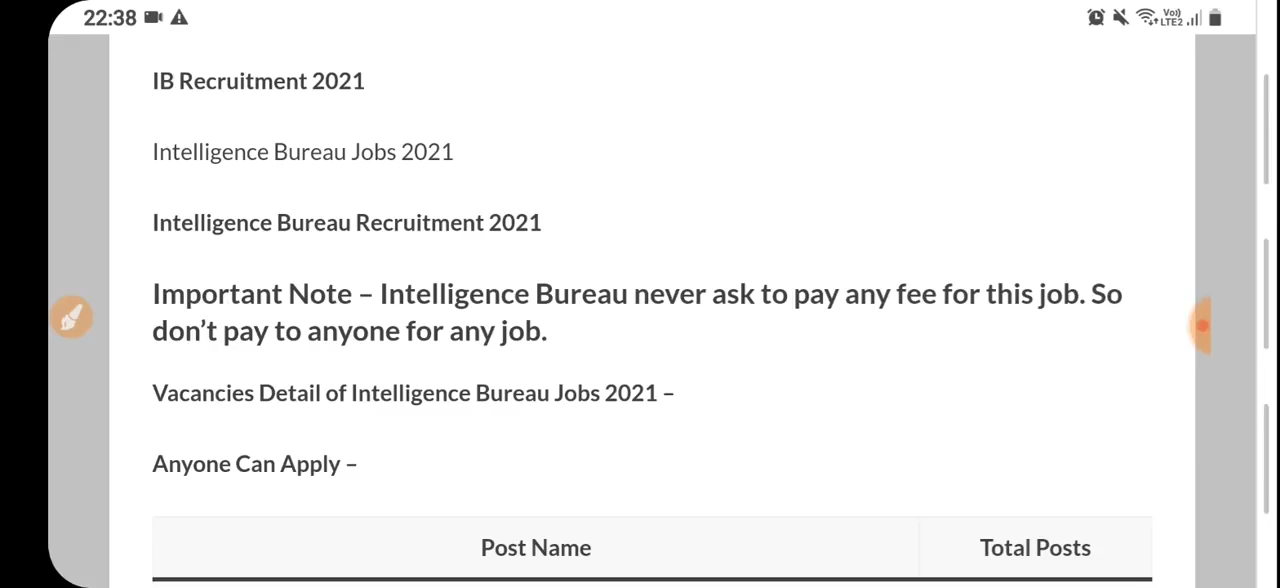 22:38
Vo))
LTE2
IB Recruitment 2021
Intelligence Bureau Jobs 2021
Intelligence Bureau Recruitment 2021
Important Note – Intelligence Bureau never ask to pay any fee for this job. So
don’t pay to anyone for any job.
Vacancies Detail of Intelligence Bureau Jobs 2021 –
Anyone Can Apply –
Post Name Total Posts